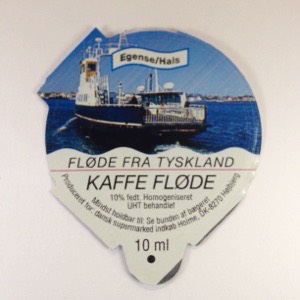 Egense/Hals
FLØDE FRA TYSKLAND
KAFFE FLØDE
10% fedt. Homogeniseret
UHT behandlet
Mindst holdbar til: Se bunden af bægeret
Produceret for: dansk supermarked indkøb Holme, DK-8270 Højbjerg
10 ml